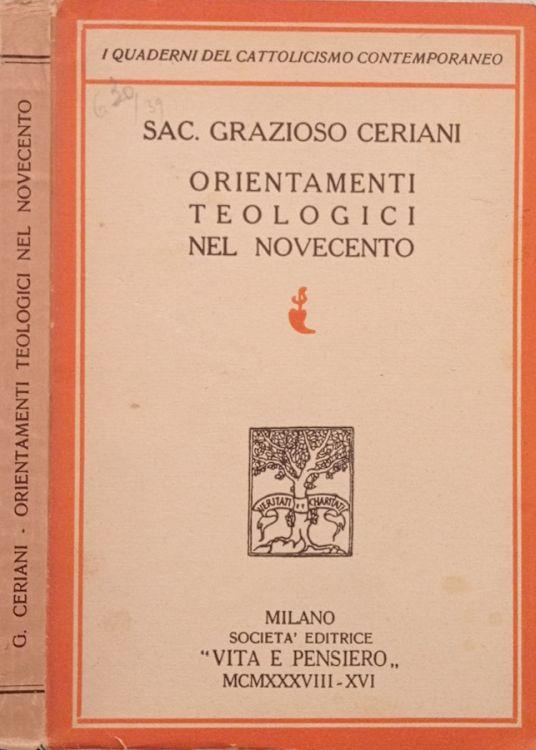 G. CERIANI - ORIENTAMENTI TEOLOGICI NEL NOVECENTO
I QUADERNI DEL CATTOLICISMO CONTEMPORANEO
SAC. GRAZIOSO CERIANI
ORIENTAMENTI
TEOLOGICI
NEL NOVECENTO
VERITATI ET CHARITATI
MILANO
SOCIETA' EDITRICE
"VITA E PENSIERO„
MCMXXXVIII-XVI